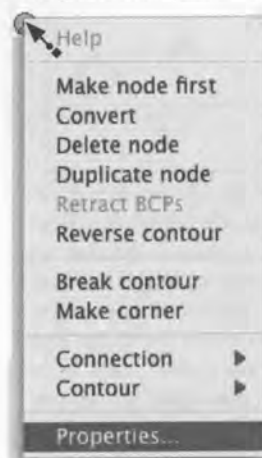 Help
Make node first
Convert
Delete node
Duplicate node
Retract BCPs
Reverse contour
Break contour
Make corner
Connection
Contour
Properties...